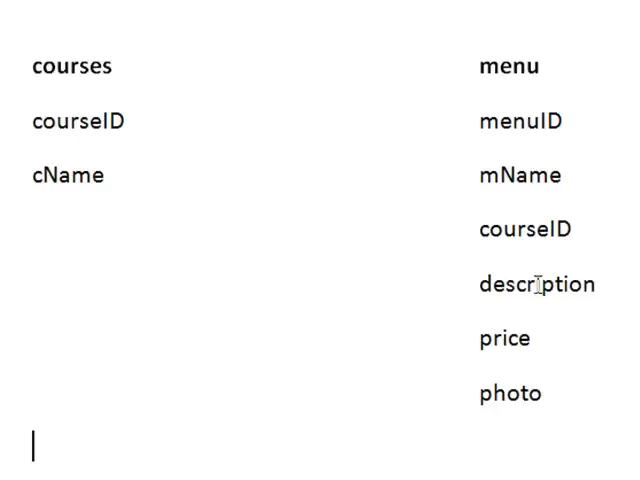 courses
courseID
cName
menu
menuID
mName
courseID
description
price
photo